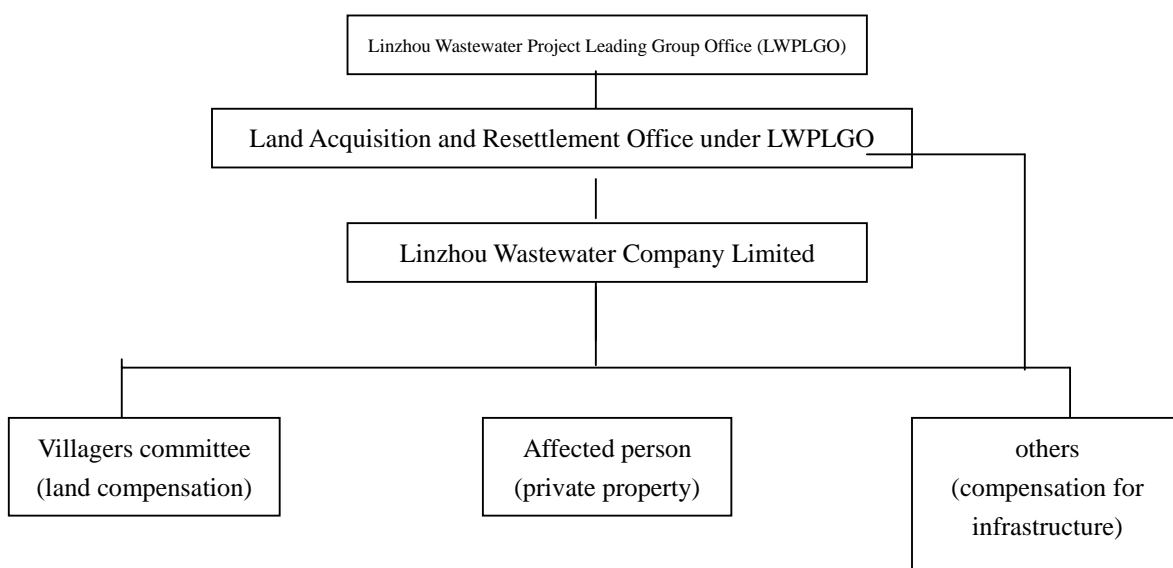 Linzhou Wastewater Project Leading Group Office (LWPLGO)
Land Acquisition and Resettlement Office under LWPLGO
Linzhou Wastewater Company Limited
Villagers committee
(land compensation)
Affected person
(private property)
others
(compensation for
infrastructure)